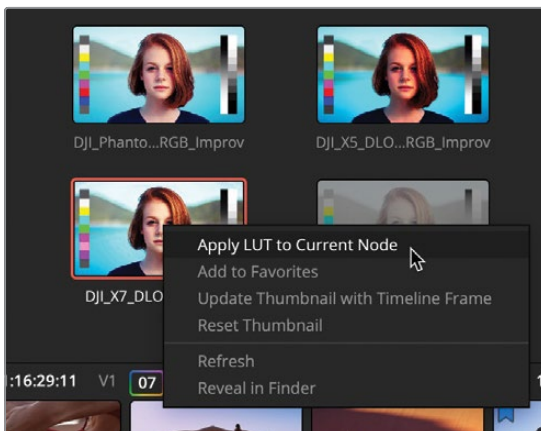 DJI_Phanto...RGB_Improv
DJI_X5_DLO...RGB_Improv
DJI_X7_DLO
Apply LUT to Current Node
Add to Favorites
Update Thumbnail with Timeline Frame
Reset Thumbnail
Refresh
Reveal in Finder
:16:29:11 V1 07